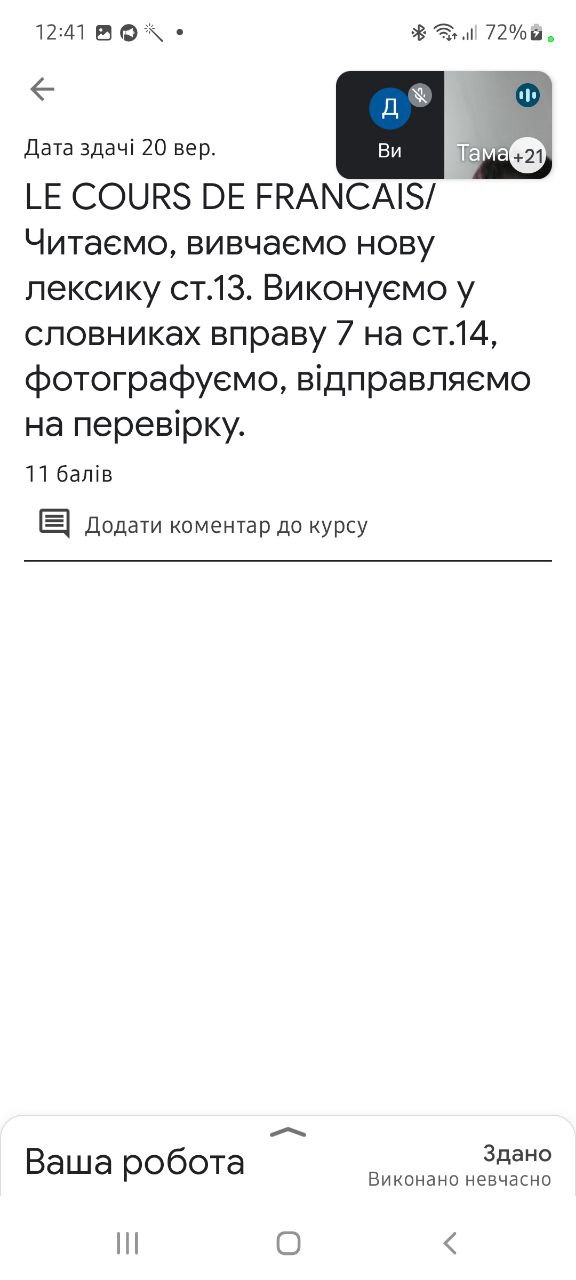 12:41
72%
Дата здачі 20 вер.
Д
Ви
Тама
+21
LE COURS DE FRANCAIS/
Читаємо, вивчаємо нову
лексику ст.13. Виконуємо у
словниках вправу 7 на ст.14,
фотографуємо, відправляємо
на перевірку.
11 балів
Додати коментар до курсу
Ваша робота
Здано
Виконано невчасно